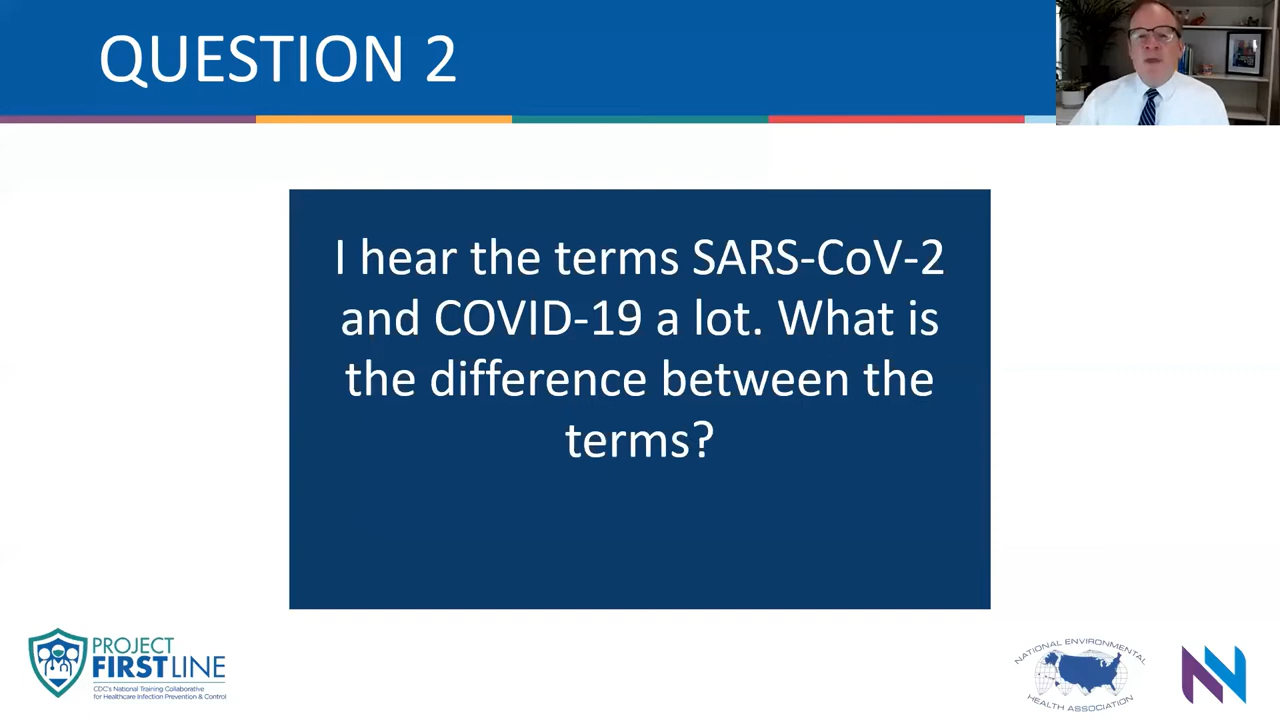 QUESTION 2
I hear the terms SARS-CoV-2
and COVID-19 a lot. What is
the difference between the
terms?
PROJECT
FIRSTLINE
CDC's National Training Collaborative
for Healthcare Infection Prevention & Control
NATIONAL ENVIRONMENTAL
HEALTH ASSOCIATION